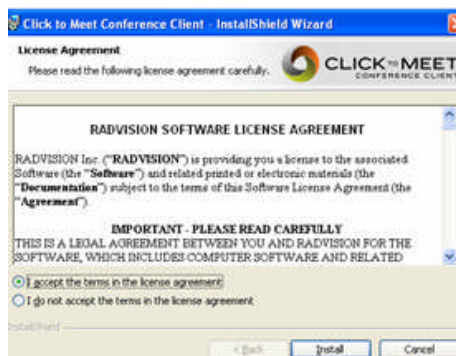 Click to Meet Conference Client - InstallShield Wizard
License Agreement
Please read the following license agreement carefully.
CLICK TO MEET
CONFERENCE CLIENT
RADVISION SOFTWARE LICENSE AGREEMENT
RADVISION Inc. ("RADVISION") is providing you a license to the associated
Software (the "Software") and related printed or electronic materials (the
"Documentation") subject to the terms of this Software License Agreement (the
"Agreement").
IMPORTANT - PLEASE READ CAREFULLY
THIS IS A LEGAL AGREEMENT BETWEEN YOU AND RADVISION FOR THE
SOFTWARE, WHICH INCLUDES COMPUTER SOFTWARE AND RELATED
I accept the terms in the license agreement
I do not accept the terms in the license agreement
InstallShield
< Back
Install
Cancel